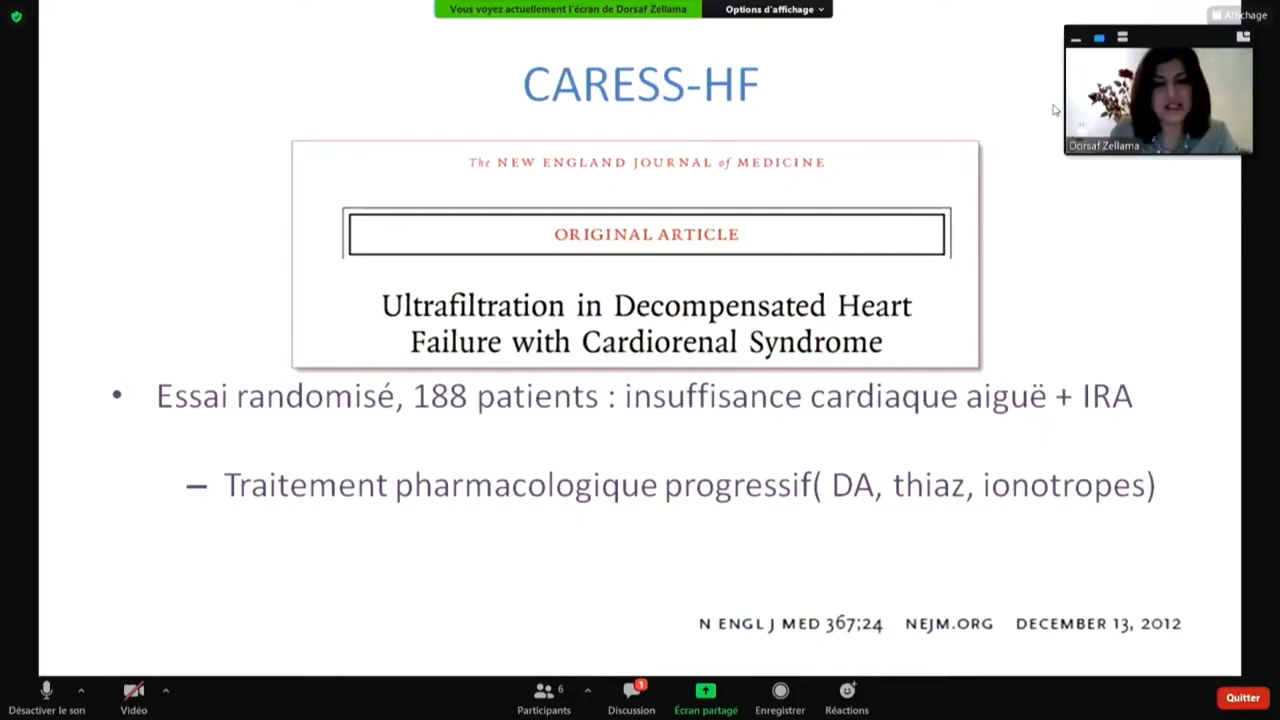 Vous voyez actuellement l'écran de Dorsaf Zellama
Options d'affichage
Affichage
CARESS-HF
Dorsaf Zellama
The NEW ENGLAND JOURNAL of MEDICINE
ORIGINAL ARTICLE
Ultrafiltration in Decompensated Heart
Failure with Cardiorenal Syndrome
• Essai randomisé, 188 patients : insuffisance cardiaque aiguë + IRA
– Traitement pharmacologique progressif( DA, thiaz, ionotropes)
N ENGL J MED 367;24 NEJM.ORG DECEMBER 13, 2012
6
1
Désactiver le son
Vidéo
Participants
Discussion
Écran partagé
Enregistrer
Réactions
Quitter